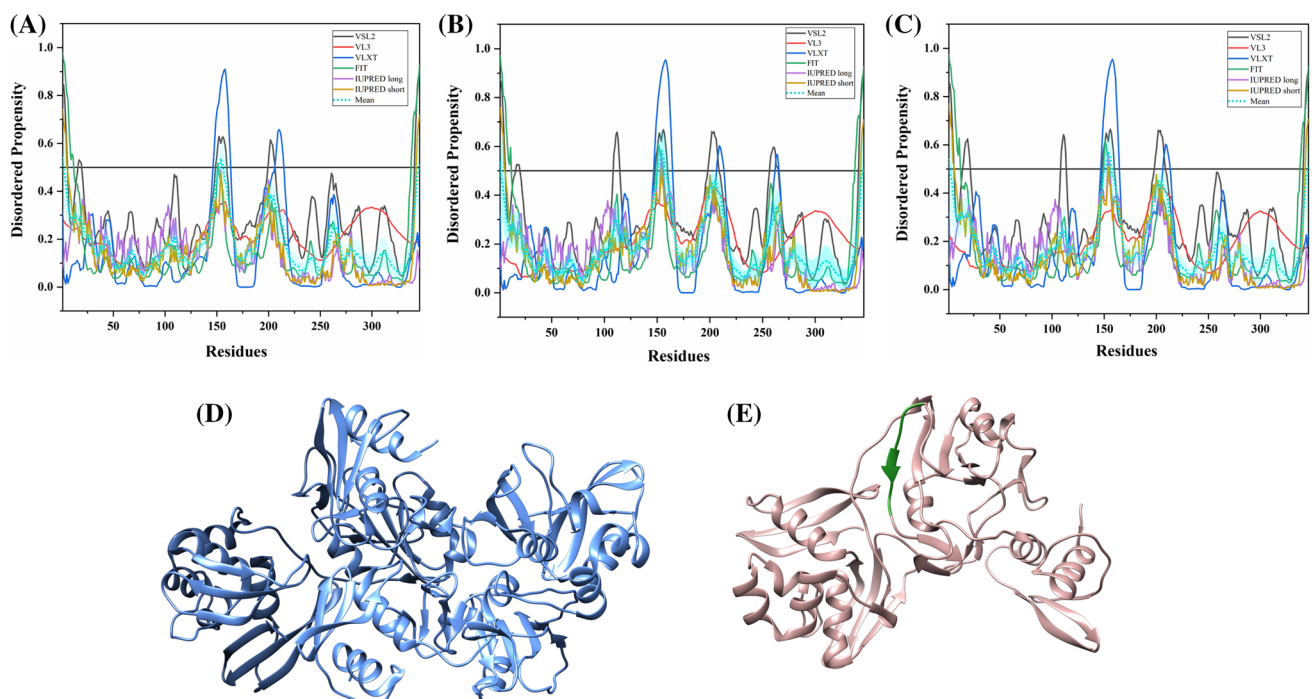 (A)
Disordered Propensity
1.0
0.8
0.6
0.4
0.2
0.0
50
100
150
200
250
300
Residues
VSL2
VL3
VLXT
FIT
IUPRED long
IUPRED short
Mean
(B)
Disordered Propensity
1.0
0.8
0.6
0.4
0.2
0.0
50
100
150
200
250
300
Residues
VSL2
VL3
VLXT
FIT
IUPRED long
IUPRED short
Mean
(C)
Disordered Propensity
1.0
0.8
0.6
0.4
0.2
0.0
50
100
150
200
250
300
Residues
VSL2
VL3
VLXT
FIT
IUPRED long
IUPRED short
Mean
(D)
(E)